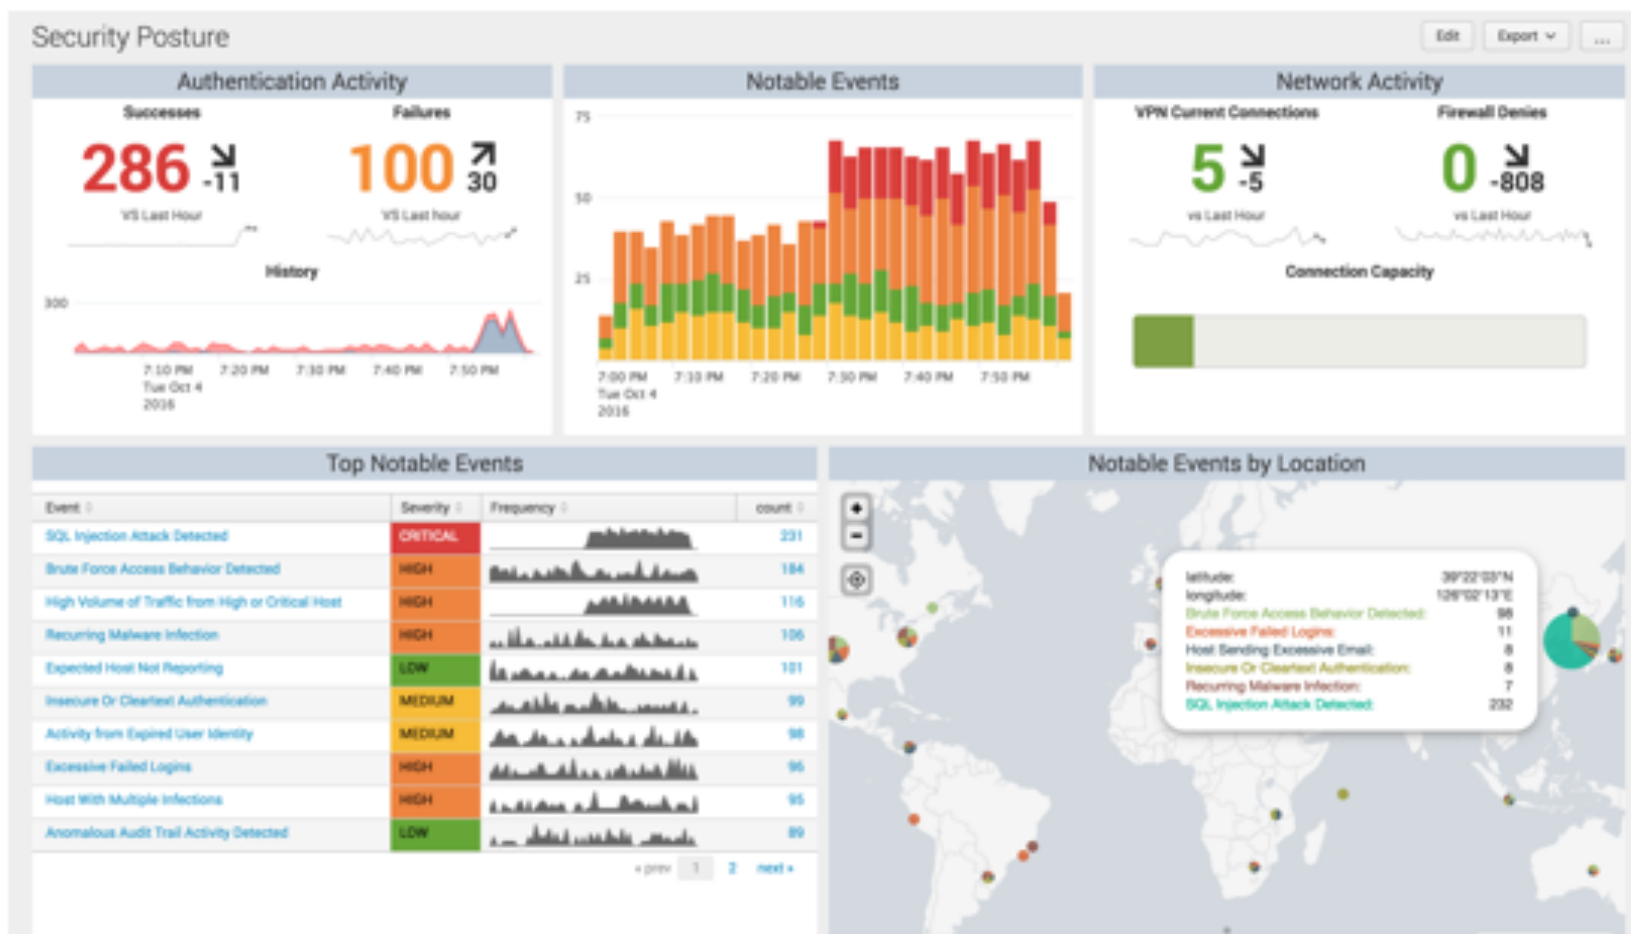 Security Posture
Edit
Export
...
Authentication Activity
Successes
Failures
286
-11
100
30
VS Last Hour
VS Last hour
History
300
7:10 PM
7:20 PM
7:30 PM
7:40 PM
7:50 PM
Tue Oct 4
2016
Notable Events
75
50
25
7:00 PM
7:10 PM
7:20 PM
7:30 PM
7:40 PM
7:50 PM
Tue Oct 4
2016
Network Activity
VPN Current Connections
Firewall Denies
5
-5
0
-808
vs Last Hour
vs Last Hour
Connection Capacity
Top Notable Events
Event Severity Frequency count
SQL Injection Attack Detected CRITICAL 231
Brute Force Access Behavior Detected HIGH 184
High Volume of Traffic from High or Critical Host HIGH 116
Recurring Malware Infection HIGH 106
Expected Host Not Reporting LOW 101
Insecure Or Cleartext Authentication MEDIUM 99
Activity from Expired User Identity MEDIUM 98
Excessive Failed Logins HIGH 96
Host With Multiple Infections HIGH 95
Anomalous Audit Trail Activity Detected LOW 89
« prev 1 2 next »
Notable Events by Location
+
−
latitude: 39°22'03"N
longitude: 126°02'13"E
Brute Force Access Behavior Detected: 98
Excessive Failed Logins: 11
Host Sending Excessive Email: 8
Insecure Or Cleartext Authentication: 8
Recurring Malware Infection: 7
SQL Injection Attack Detected: 232